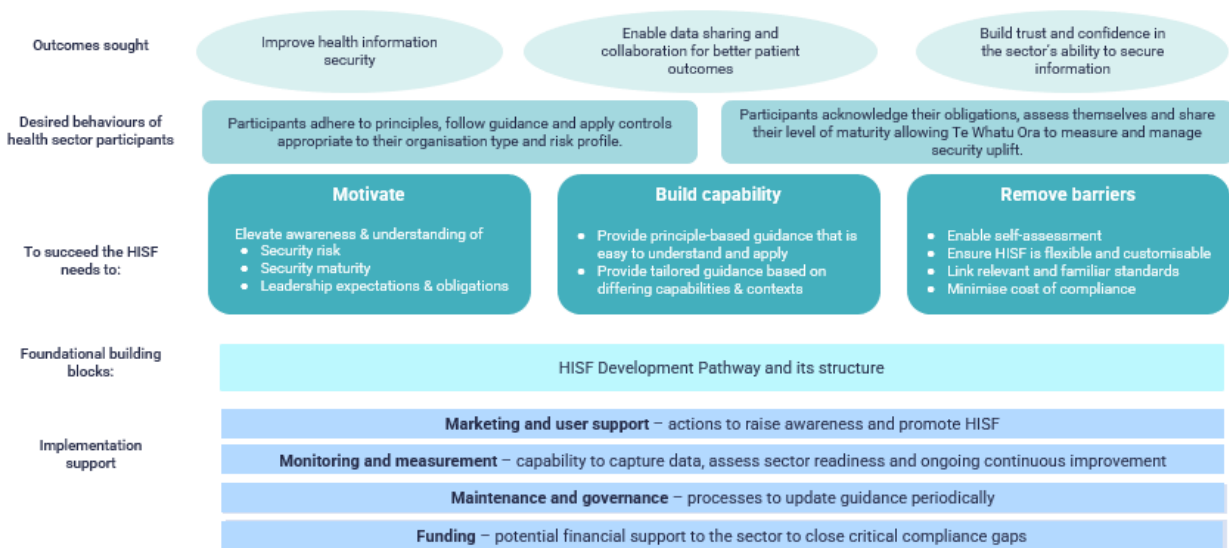 Outcomes sought
Improve health information
security
Enable data sharing and
collaboration for better patient
outcomes
Build trust and confidence in
the sector's ability to secure
information
Desired behaviours of
health sector participants
Participants adhere to principles, follow guidance and apply controls
appropriate to their organisation type and risk profile.
Participants acknowledge their obligations, assess themselves and share
their level of maturity allowing Te Whatu Ora to measure and manage
security uplift.
To succeed the HISF
needs to:
Motivate
Elevate awareness & understanding of
● Security risk
● Security maturity
● Leadership expectations & obligations
Build capability
● Provide principle-based guidance that is
easy to understand and apply
● Provide tailored guidance based on
differing capabilities & contexts
Remove barriers
● Enable self-assessment
● Ensure HISF is flexible and customisable
● Link relevant and familiar standards
● Minimise cost of compliance
Foundational building
blocks:
HISF Development Pathway and its structure
Implementation
support
Marketing and user support – actions to raise awareness and promote HISF
Monitoring and measurement – capability to capture data, assess sector readiness and ongoing continuous improvement
Maintenance and governance – processes to update guidance periodically
Funding – potential financial support to the sector to close critical compliance gaps